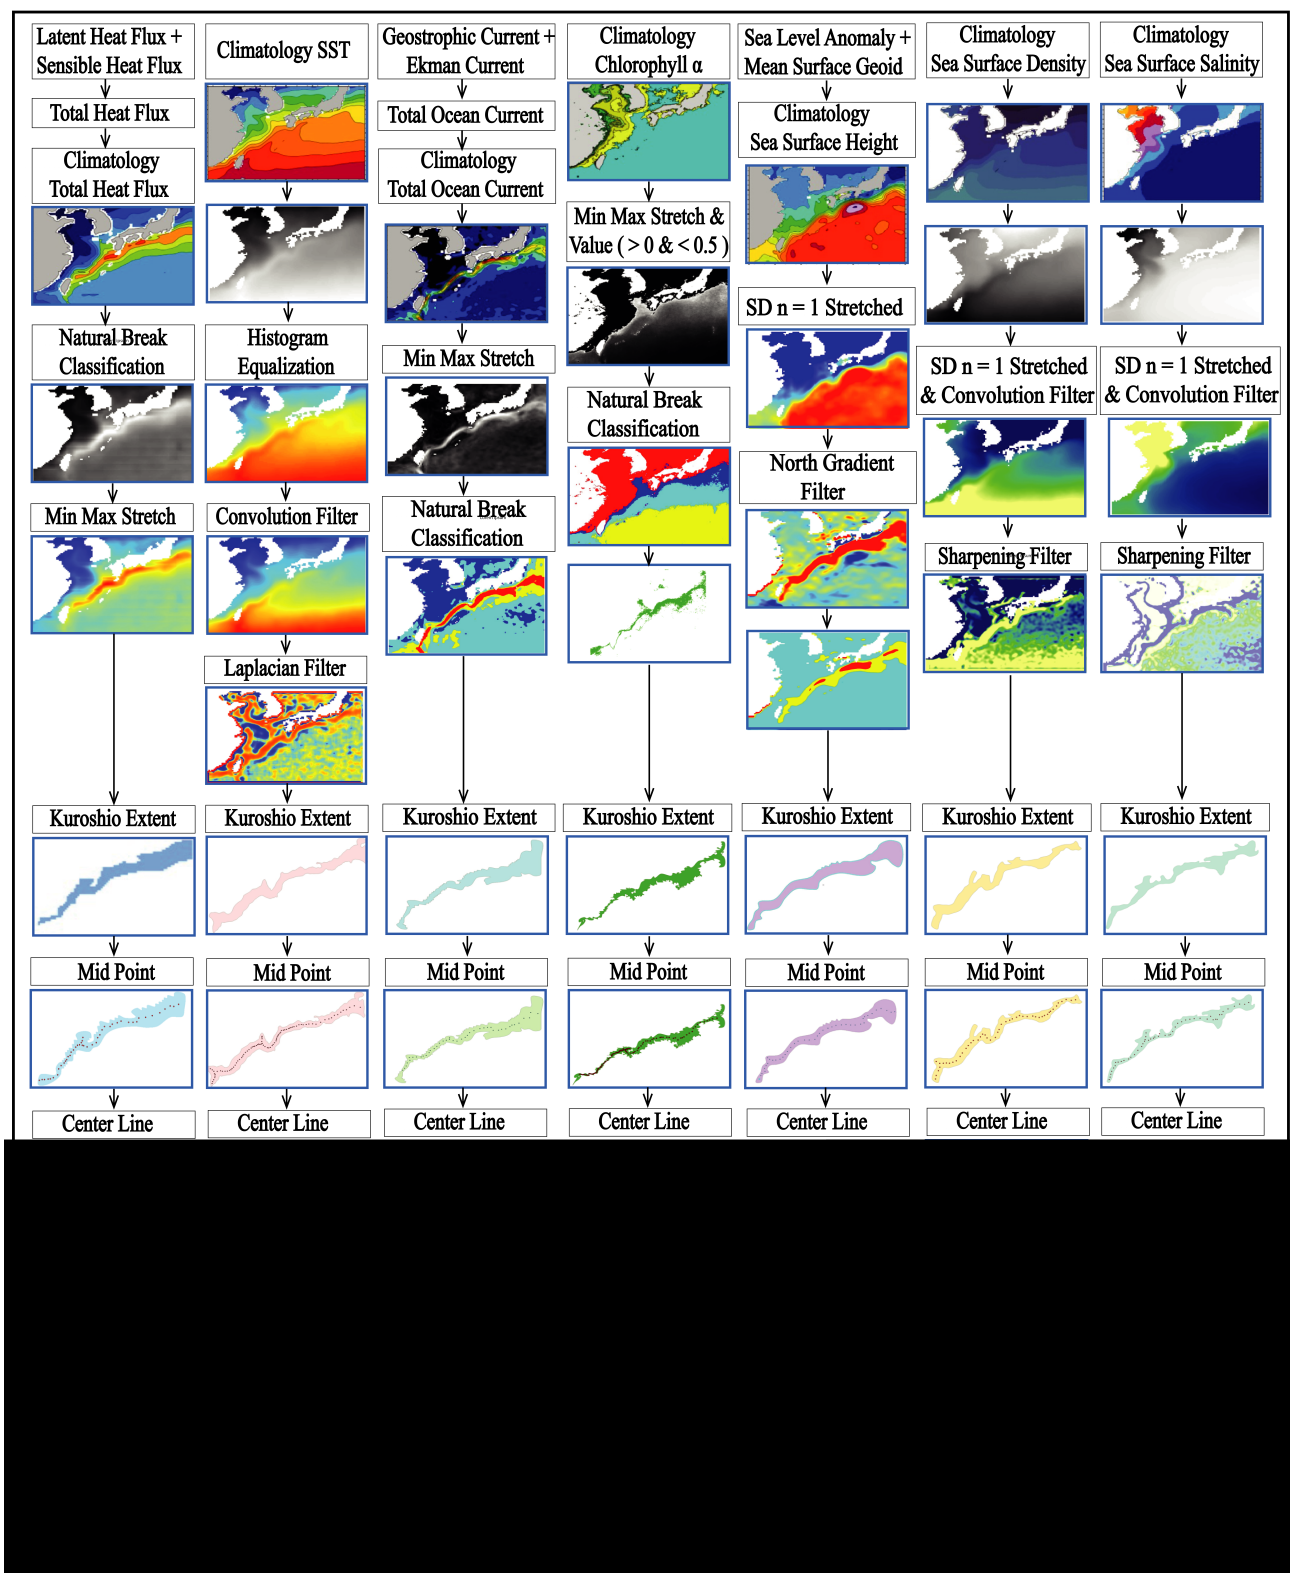 Latent Heat Flux +
Sensible Heat Flux
Total Heat Flux
Climatology
Total Heat Flux
Natural Break
Classification
Min Max Stretch
Kuroshio Extent
Mid Point
Center Line
Climatology SST
Histogram
Equalization
Convolution Filter
Laplacian Filter
Kuroshio Extent
Mid Point
Center Line
Geostrophic Current +
Ekman Current
Total Ocean Current
Climatology
Total Ocean Current
Min Max Stretch
Natural Break
Classification
Kuroshio Extent
Mid Point
Center Line
Climatology
Chlorophyll α
Min Max Stretch &
Value ( > 0 & < 0.5 )
Natural Break
Classification
Kuroshio Extent
Mid Point
Center Line
Sea Level Anomaly +
Mean Surface Geoid
Climatology
Sea Surface Height
SD n = 1 Stretched
North Gradient
Filter
Kuroshio Extent
Mid Point
Center Line
Climatology
Sea Surface Density
SD n = 1 Stretched
& Convolution Filter
Sharpening Filter
Kuroshio Extent
Mid Point
Center Line
Climatology
Sea Surface Salinity
SD n = 1 Stretched
& Convolution Filter
Sharpening Filter
Kuroshio Extent
Mid Point
Center Line